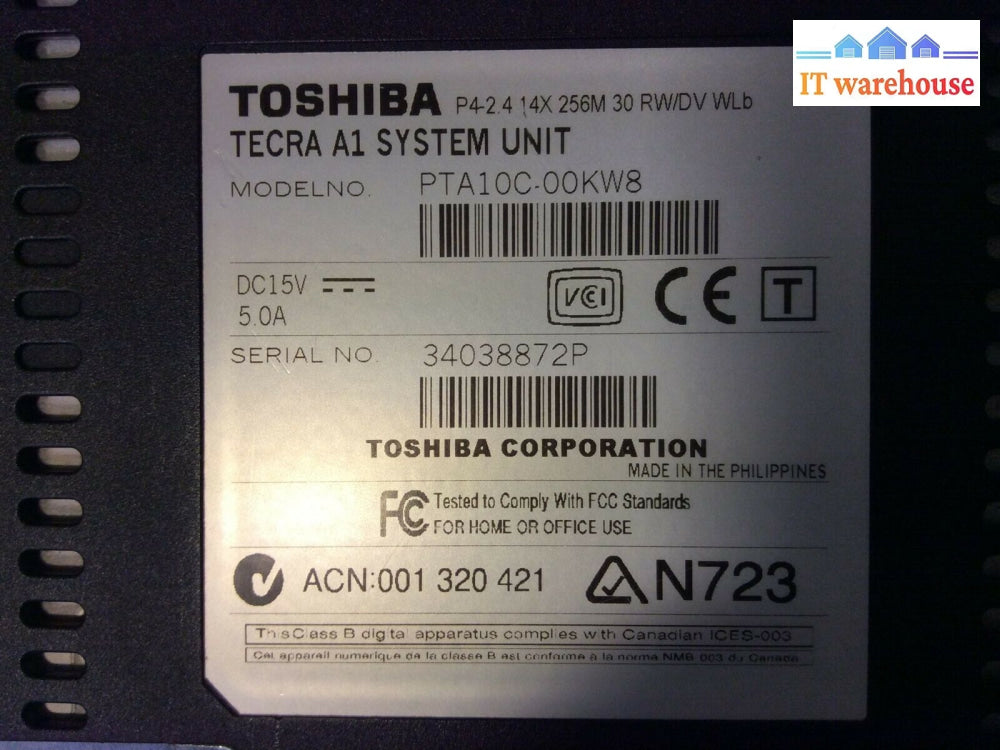 IT warehouse
TOSHIBA P4-2.4 14X 256M 30 RW/DV WLb
TECRA A1 SYSTEM UNIT
MODELNO. PTA10C-00KW8
DC15V
5.0A
VCI CE T
SERIAL NO. 34038872P
TOSHIBA CORPORATION
MADE IN THE PHILIPPINES
FC Tested to Comply With FCC Standards
FOR HOME OR OFFICE USE
ACN:001 320 421 N723
This Class B digital apparatus complies with Canadian ICES-003
Cet appareil numerique de la classe B est conforme à la norme NMB-003 du Canada